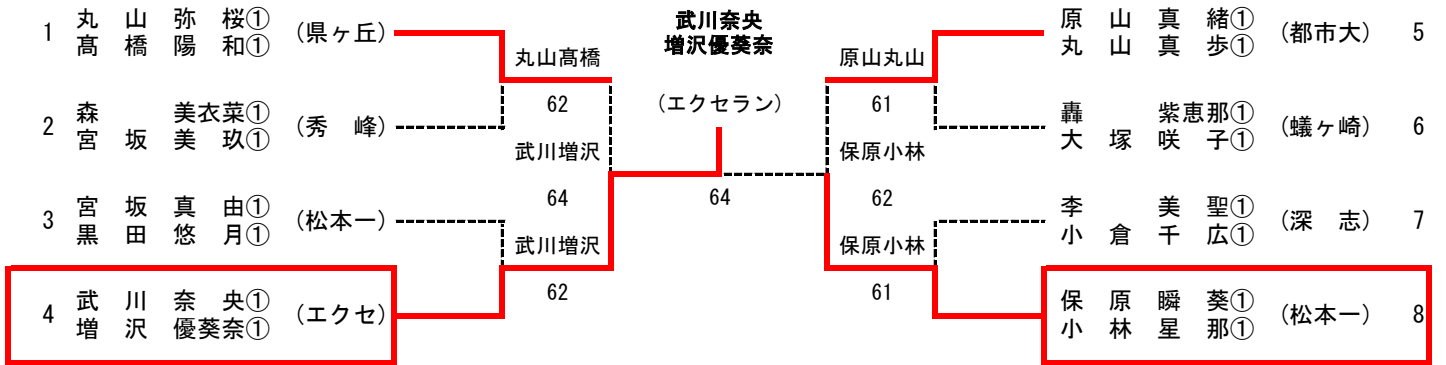 1 丸山弥桜① (県ヶ丘)
髙橋陽和①
2 森 美衣菜① (秀峰)
宮坂美玖①
3 宮坂真由① (松本一)
黒田悠月①
4 武川奈央① (エクセ)
増沢優葵奈①
丸山髙橋
62
武川増沢
64
武川増沢
62
武川奈央
増沢優葵奈
(エクセラン)
64
原山丸山
61
保原小林
62
保原小林
61
原山真緒① (都市大) 5
丸山真歩①
轟 紫恵那① (蟻ヶ崎) 6
大塚咲子①
李 美聖① (深志) 7
小倉千広①
保原瞬葵① (松本一) 8
小林星那①